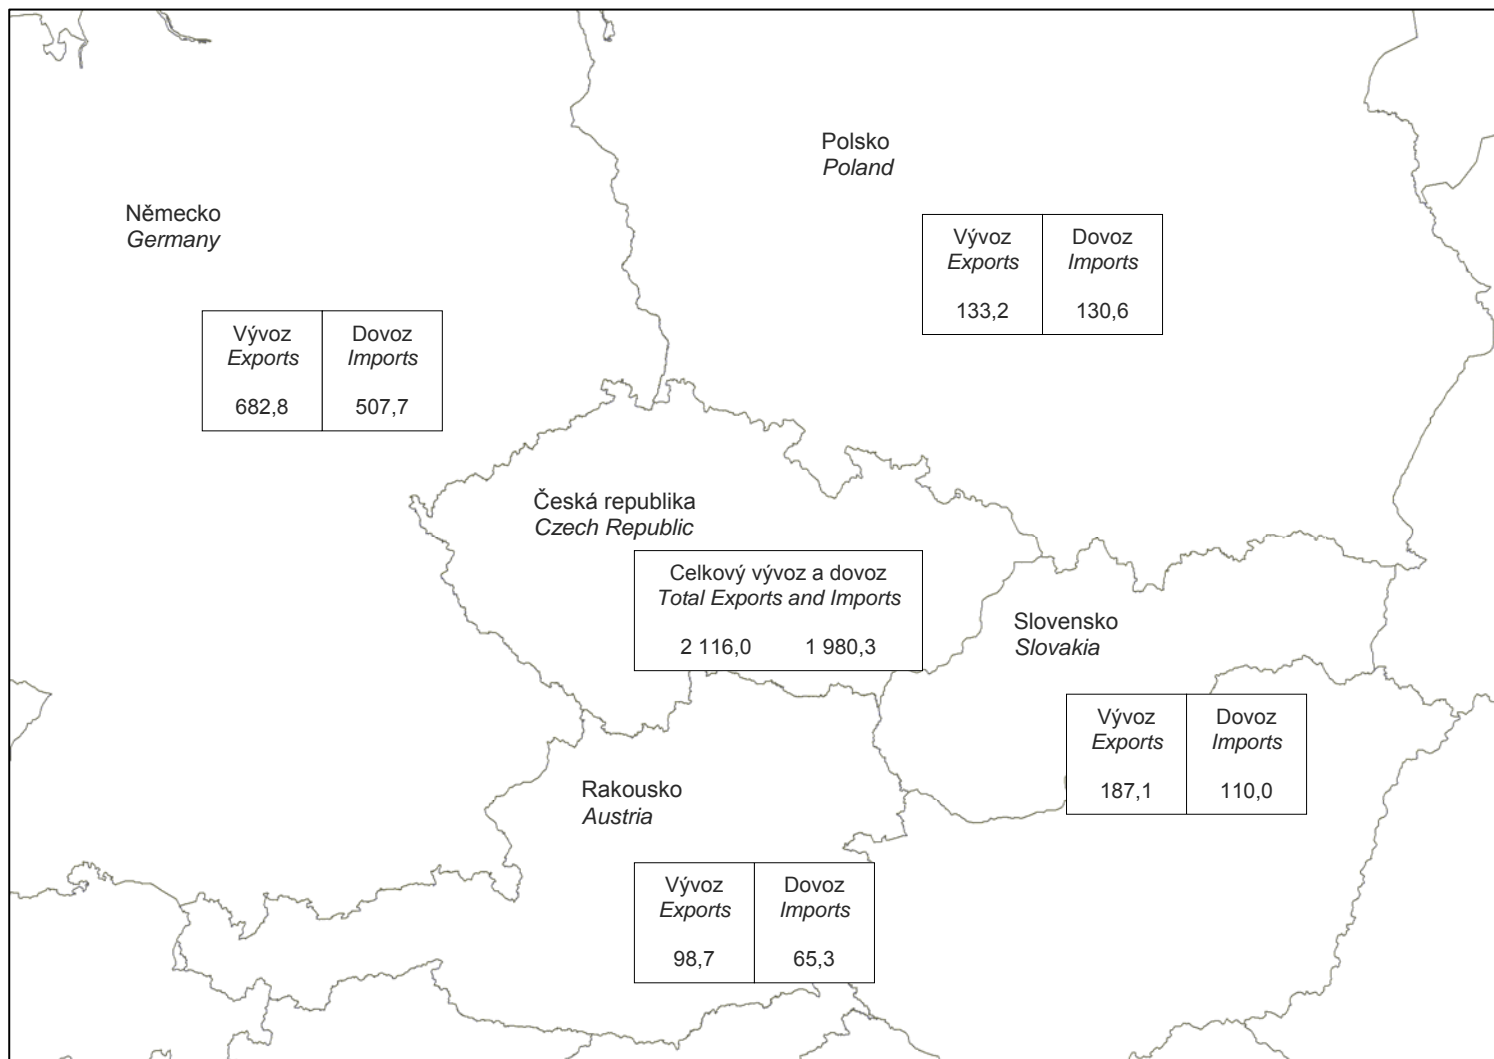 Polsko
Poland
Německo
Germany
Vývoz
Exports
133,2
Dovoz
Imports
130,6
Vývoz
Exports
682,8
Dovoz
Imports
507,7
Česká republika
Czech Republic
Celkový vývoz a dovoz
Total Exports and Imports
2 116,0 1 980,3
Slovensko
Slovakia
Vývoz
Exports
187,1
Dovoz
Imports
110,0
Rakousko
Austria
Vývoz
Exports
98,7
Dovoz
Imports
65,3